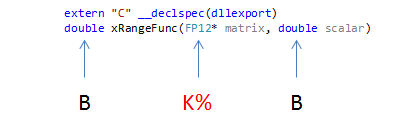 extern "C" __declspec(dllexport)
double xRangeFunc(FP12* matrix, double scalar)
B K% B